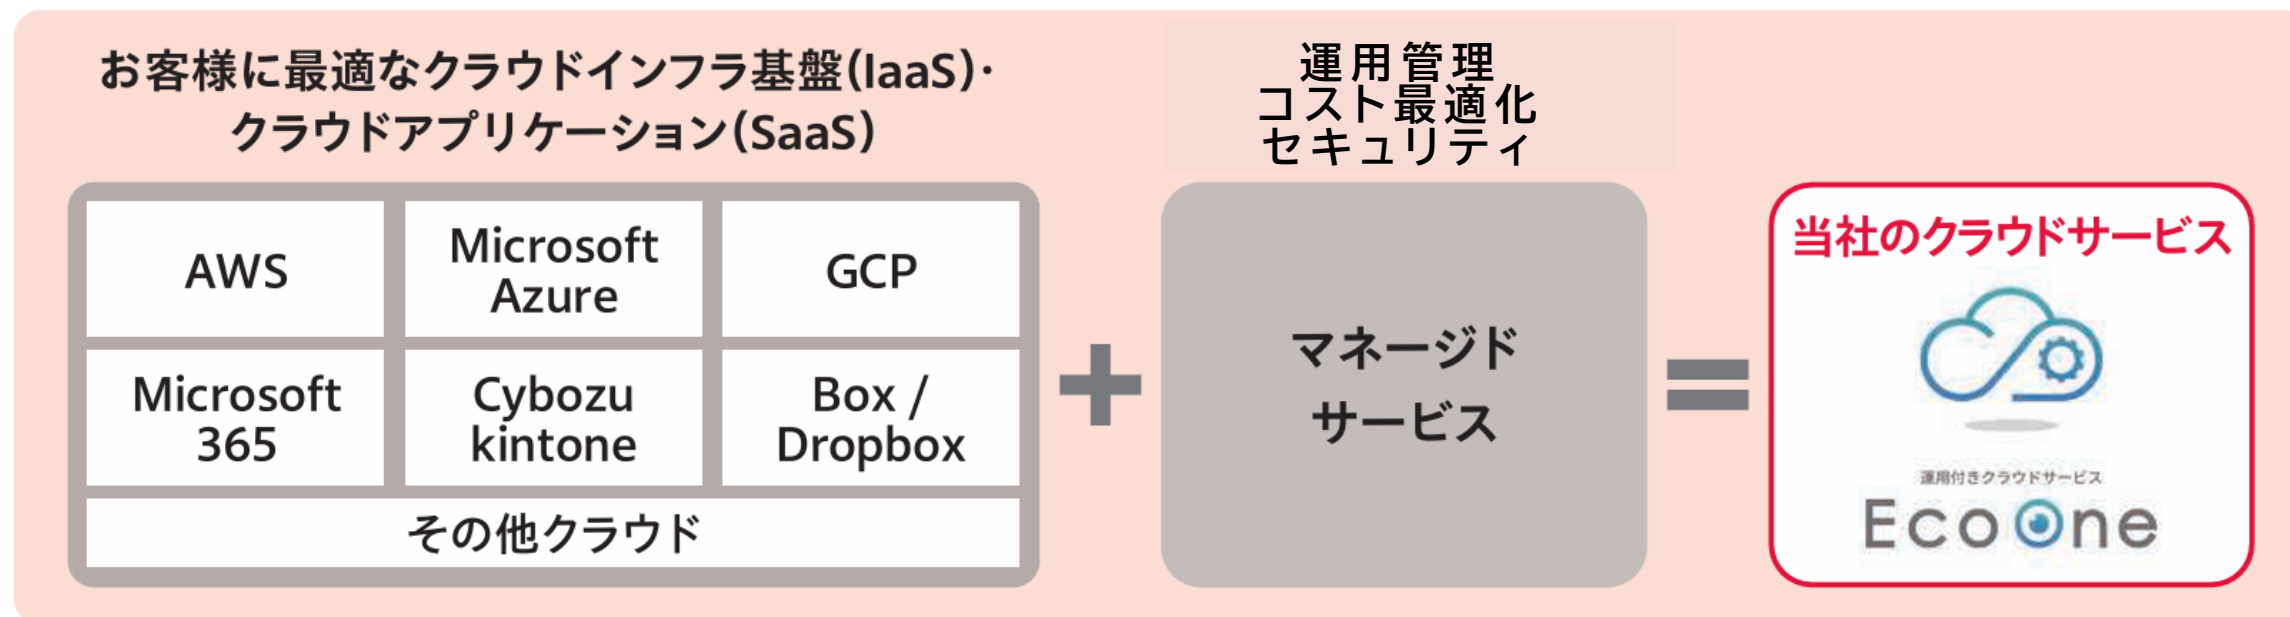 お客様に最適なクラウドインフラ基盤(IaaS)･
クラウドアプリケーション(SaaS)
AWS
Microsoft
Azure
GCP
Microsoft
365
Cybozu
kintone
Box /
Dropbox
その他クラウド
+
運用管理
コスト最適化
セキュリティ
マネージド
サービス
=
当社のクラウドサービス
運用付きクラウドサービス
EcoOne